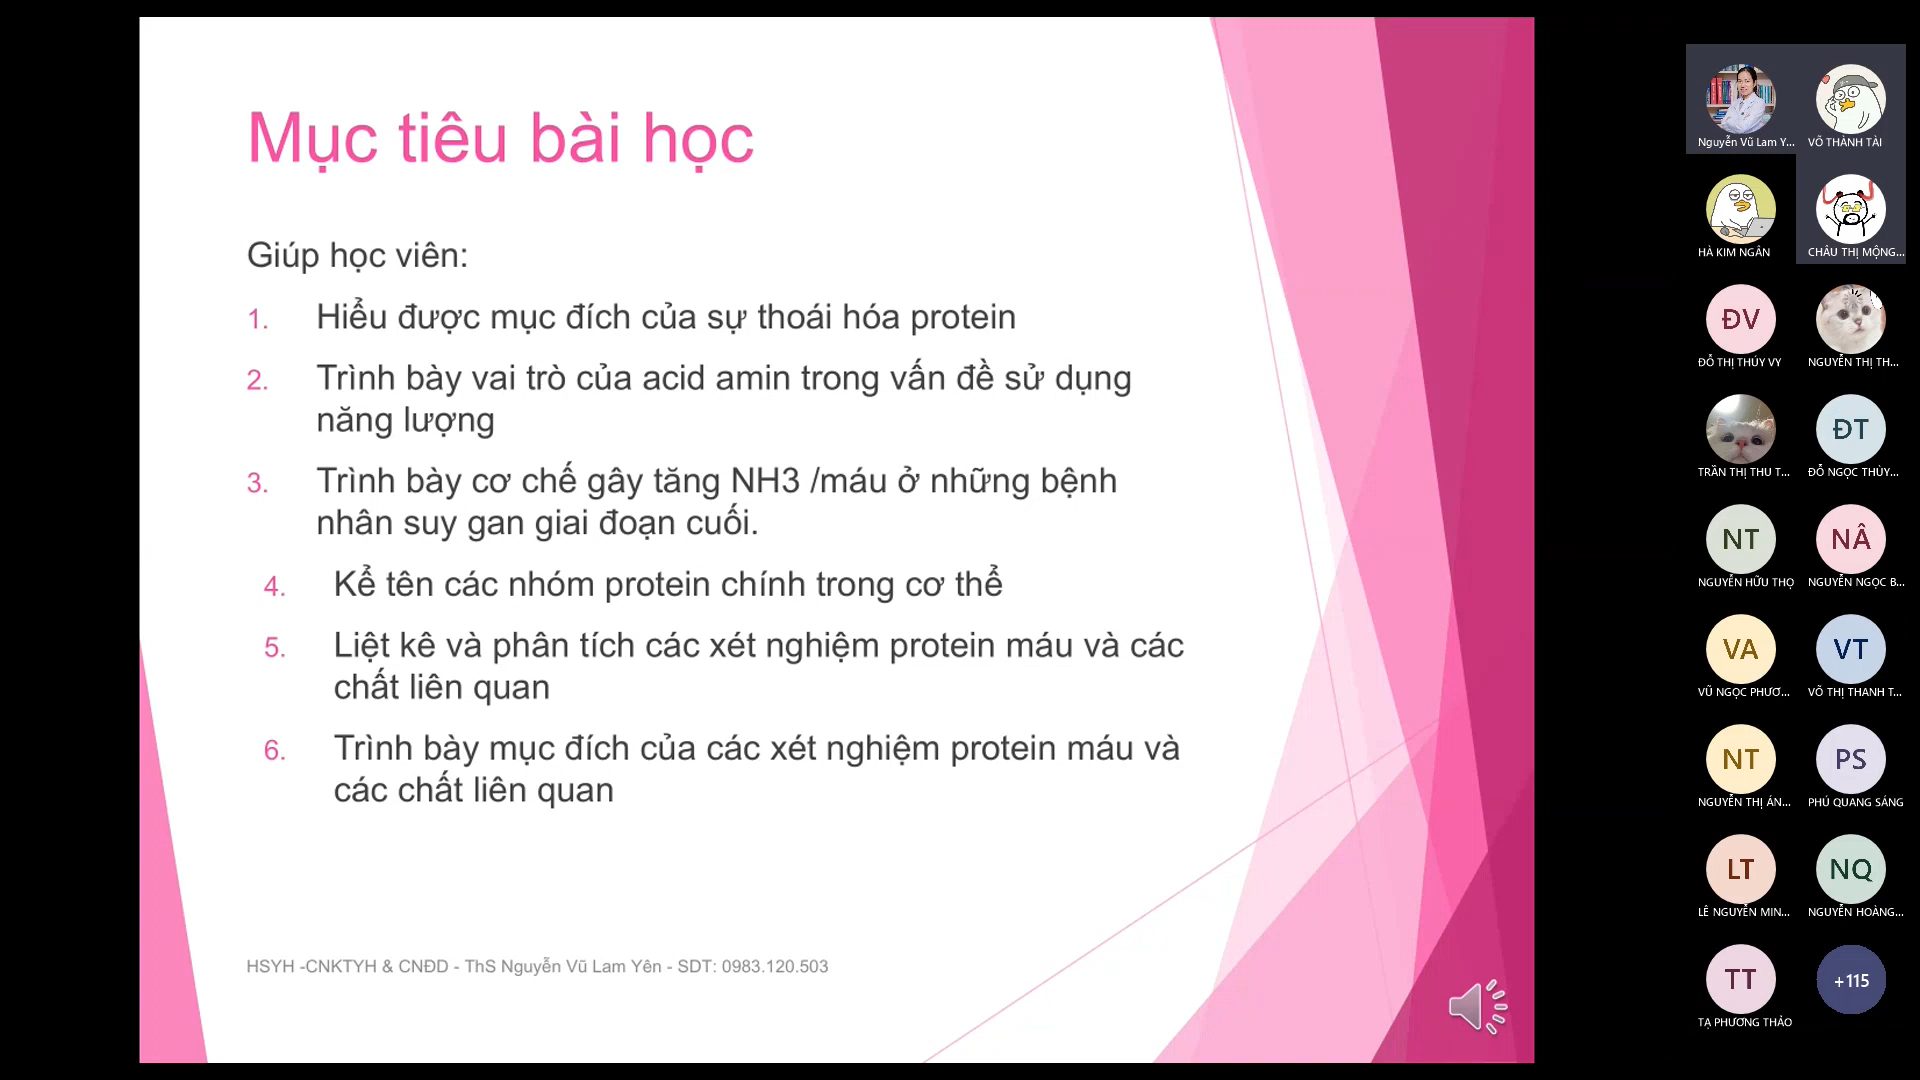 Mục tiêu bài học
Giúp học viên:
1. Hiểu được mục đích của sự thoái hóa protein
2. Trình bày vai trò của acid amin trong vấn đề sử dụng
năng lượng
3. Trình bày cơ chế gây tăng NH3 /máu ở những bệnh
nhân suy gan giai đoạn cuối.
4. Kể tên các nhóm protein chính trong cơ thể
5. Liệt kê và phân tích các xét nghiệm protein máu và các
chất liên quan
6. Trình bày mục đích của các xét nghiệm protein máu và
các chất liên quan
HSYH -CNKTYH & CNĐD - ThS Nguyễn Vũ Lam Yên - SDT: 0983.120.503
Nguyễn Vũ Lam Y...
VÕ THÀNH TÀI
HÀ KIM NGÂN
CHÂU THỊ MỘNG...
ĐV
ĐỖ THỊ THÚY VY
NGUYỄN THỊ TH...
TRẦN THỊ THU T...
ĐT
ĐỖ NGỌC THÙY...
NT
NGUYỄN HỮU THỌ
NÂ
NGUYỄN NGỌC B...
VA
VŨ NGỌC PHƯƠ...
VT
VÕ THỊ THANH T...
NT
NGUYỄN THỊ ÁN...
PS
PHÚ QUANG SÁNG
LT
LÊ NGUYỄN MIN...
NQ
NGUYỄN HOÀNG...
TT
TẠ PHƯƠNG THẢO
+115